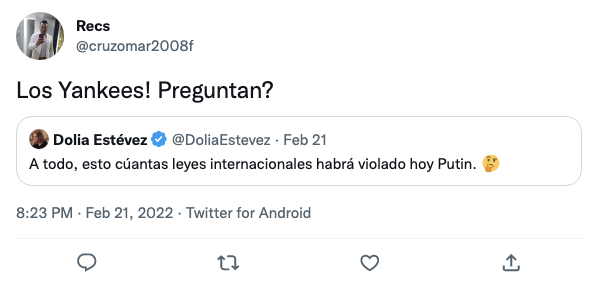 Recs
@cruzomar2008f
Los Yankees! Preguntan?
Dolia Estévez @DoliaEstevez · Feb 21
A todo, esto cúantas leyes internacionales habrá violado hoy Putin. 🤔
8:23 PM · Feb 21, 2022 · Twitter for Android